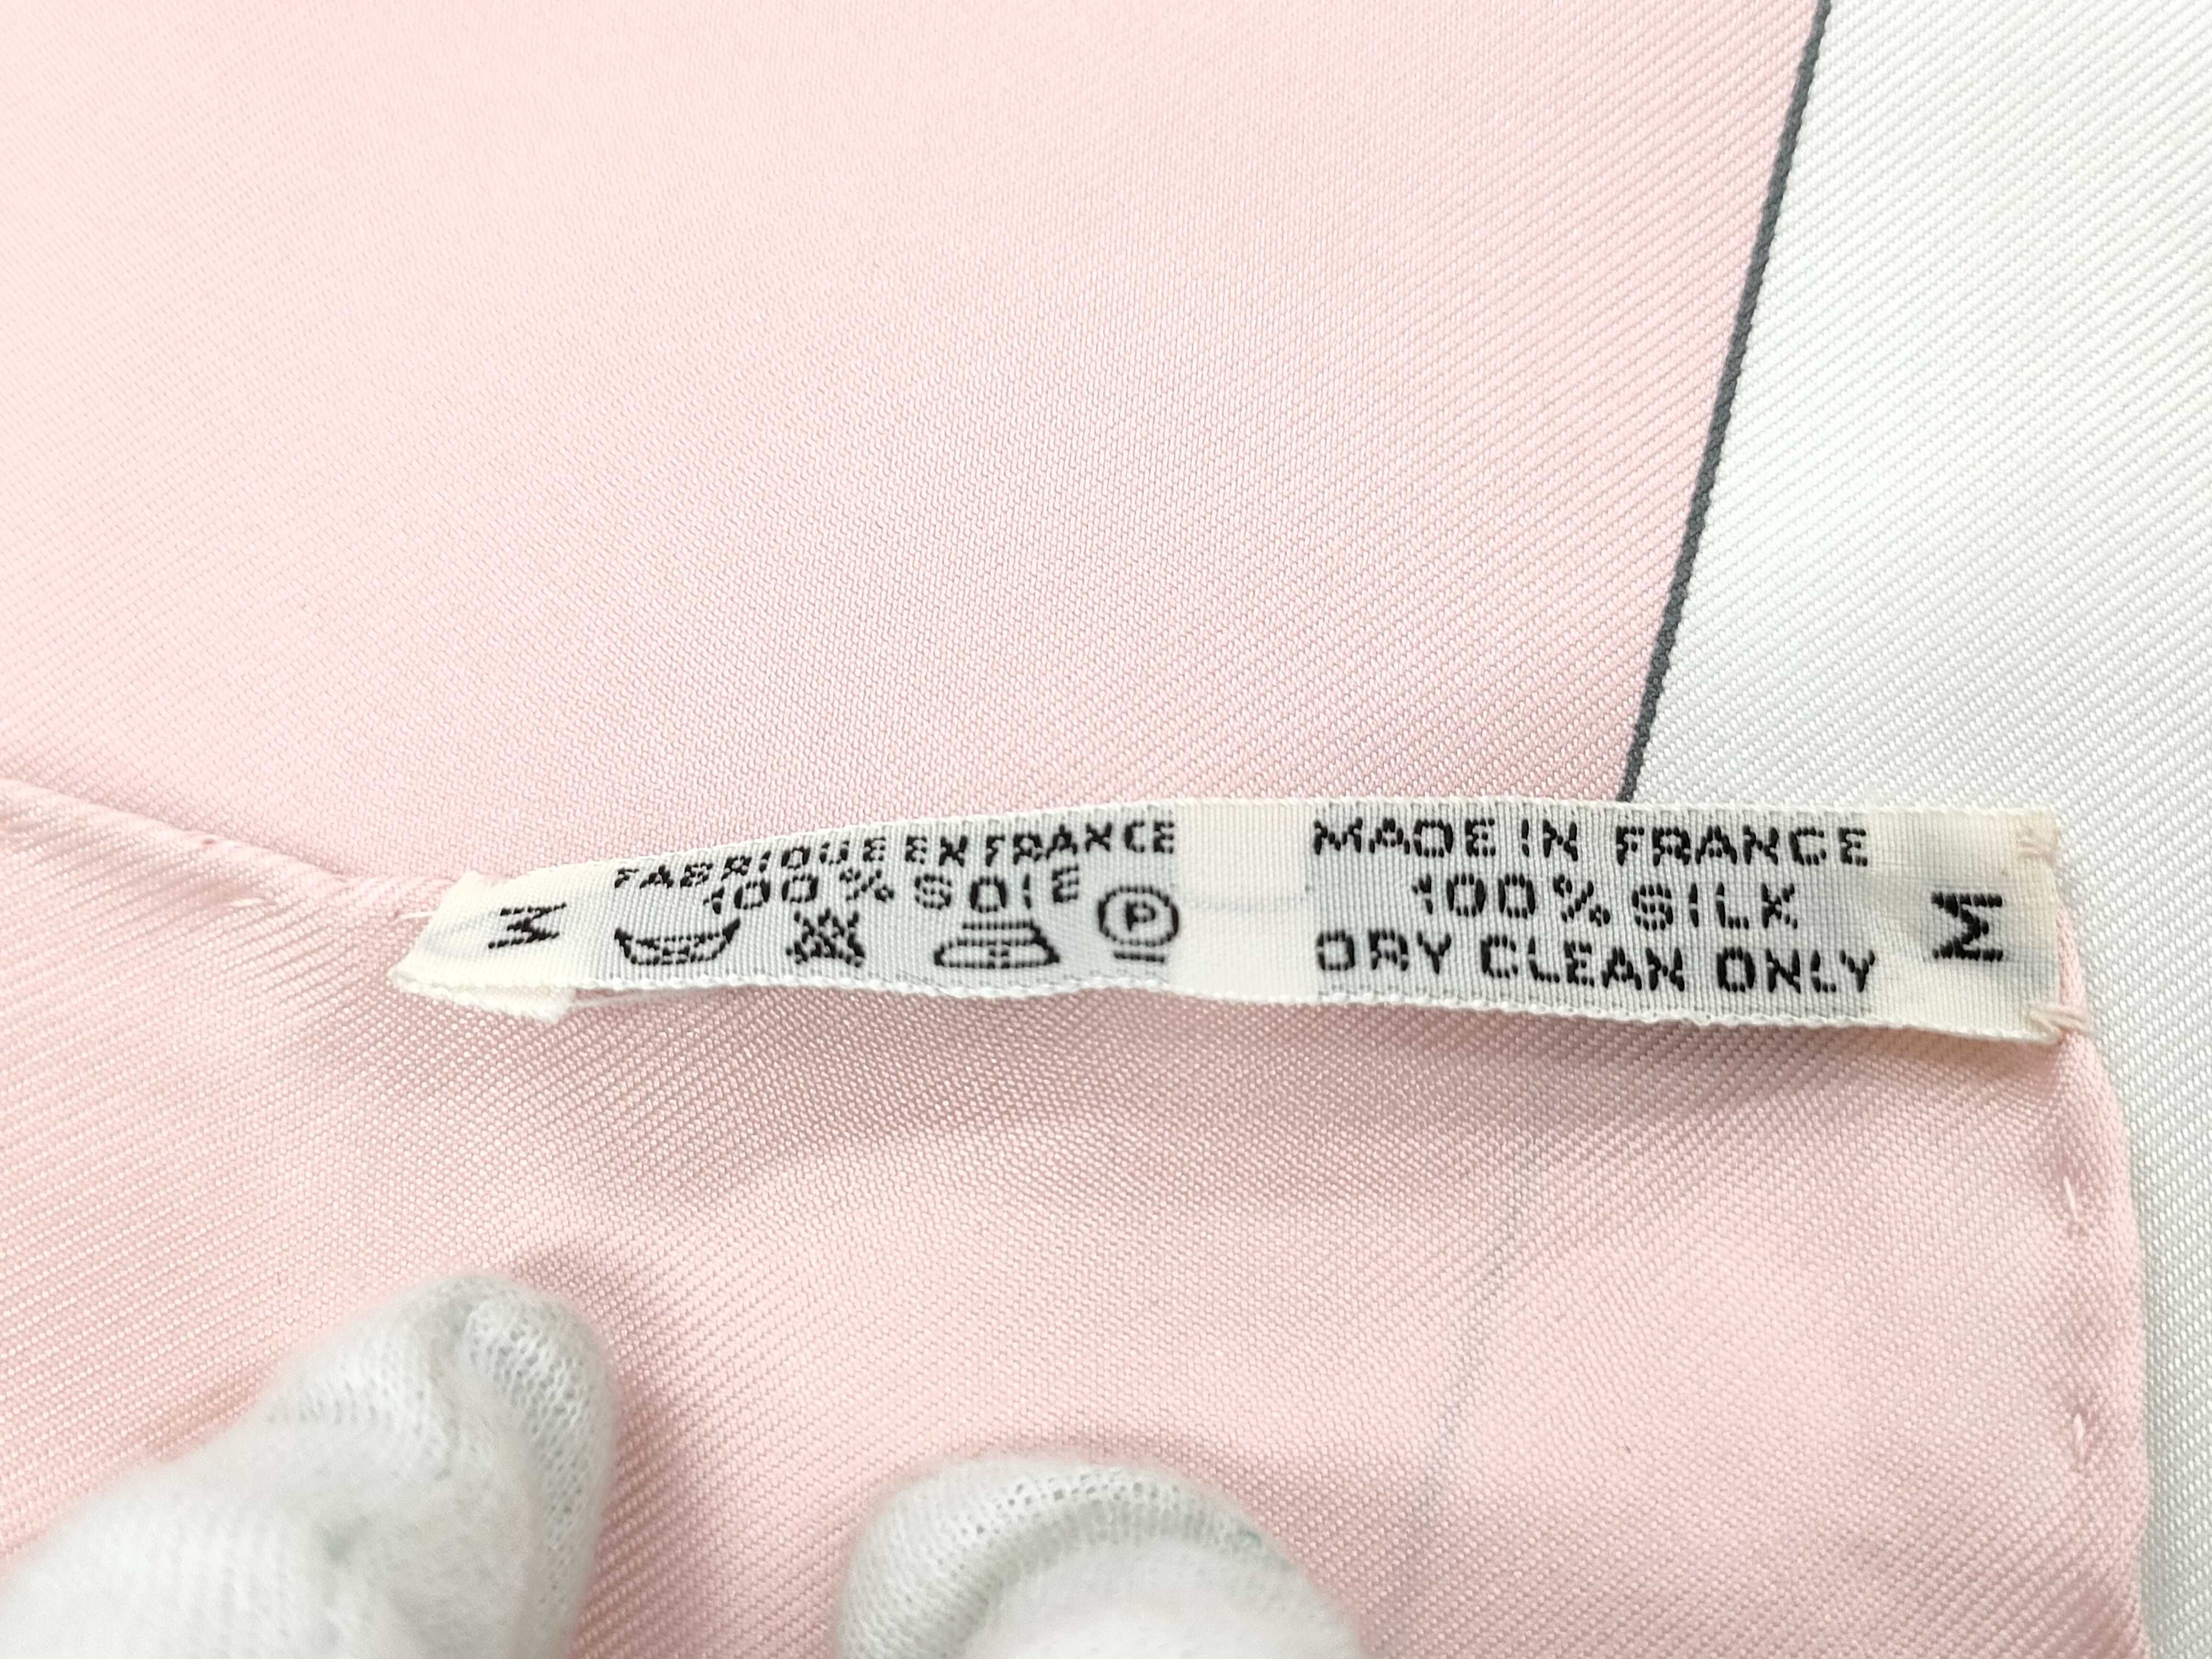 M
FABRIQUE EN FRANCE
100% SOIE
P
MADE IN FRANCE
100% SILK
DRY CLEAN ONLY
M